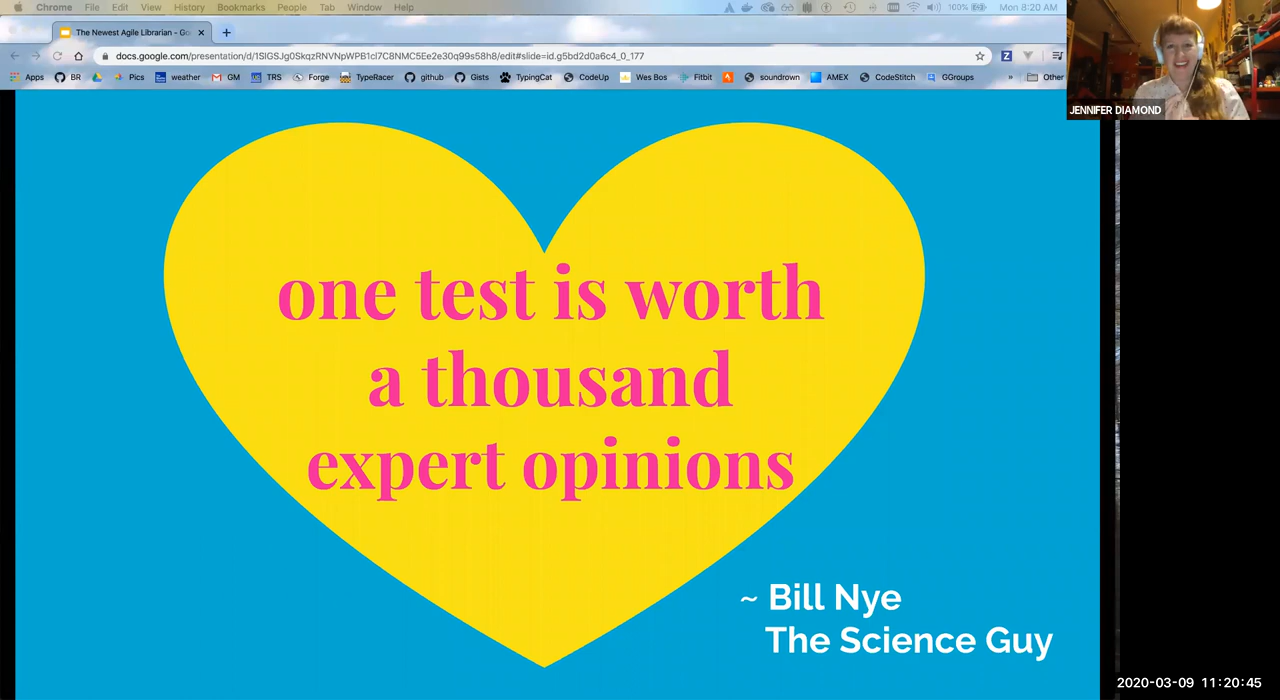 Chrome File Edit View History Bookmarks People Tab Window Help 100% Mon 8:20 AM
The Newest Agile Librarian - Go
docs.google.com/presentation/d/1SlGSJg0SkqzRNVNpWPB1cl7C8NMC5Ee2e30q99s58h8/edit#slide=id.g5bd2d0a6c4_0_177
Apps BR Pics weather GM TRS Forge TypeRacer github Gists TypingCat CodeUp Wes Bos Fitbit soundrown AMEX CodeStitch GGroups » Other
JENNIFER DIAMOND
one test is worth
a thousand
expert opinions
~ Bill Nye
The Science Guy
2020-03-09 11:20:45